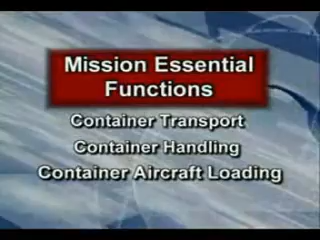 Mission Essential
Functions
Container Transport
Container Handling
Container Aircraft Loading